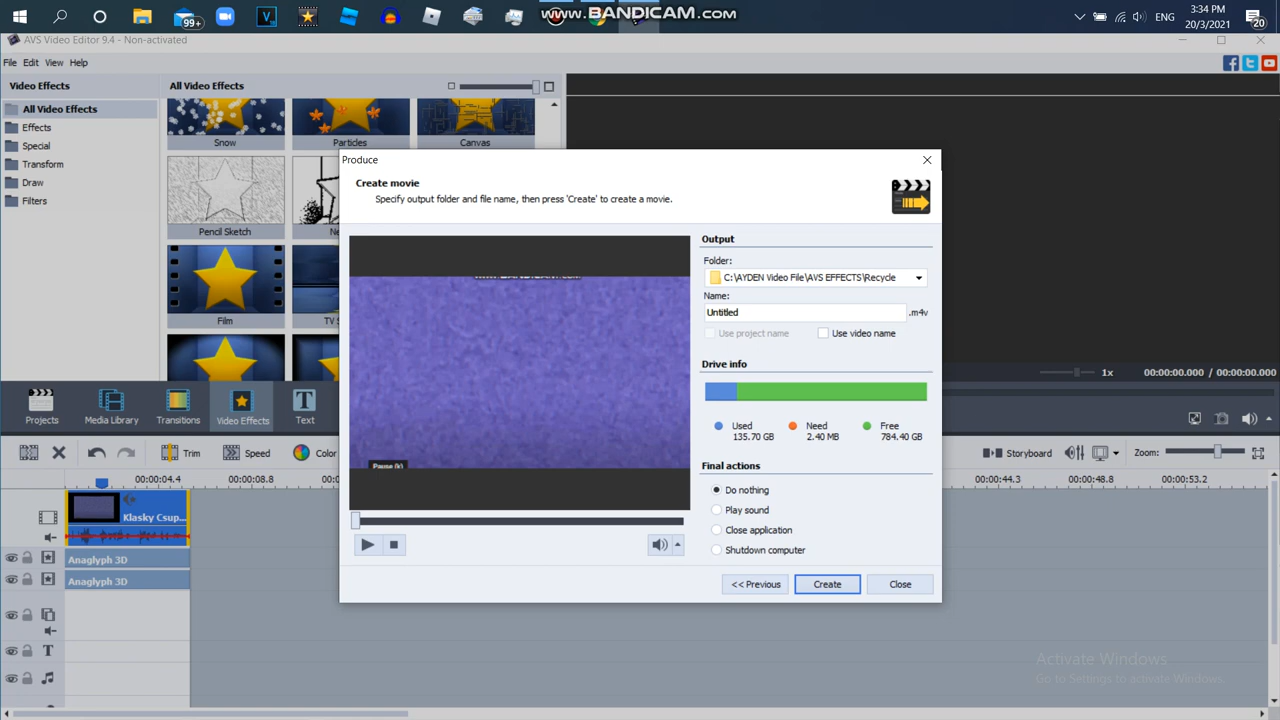 www.BANDICAM.com
99+
ENG
3:34 PM
20/3/2021
20
AVS Video Editor 9.4 - Non-activated
File Edit View Help
Video Effects
All Video Effects
All Video Effects
Effects
Special
Transform
Draw
Filters
Snow
Particles
Canvas
Pencil Sketch
Film
Produce
Create movie
Specify output folder and file name, then press 'Create' to create a movie.
Pause (k)
Output
Folder:
C:\AYDEN Video File\AVS EFFECTS\Recycle
Name:
Untitled
.m4v
Use project name
Use video name
Drive info
Used
135.70 GB
Need
2.40 MB
Free
784.40 GB
Final actions
Do nothing
Play sound
Close application
Shutdown computer
<< Previous
Create
Close
1x
00:00:00.000 / 00:00:00.000
Projects
Media Library
Transitions
Video Effects
Text
Trim
Speed
Color
Storyboard
Zoom:
00:00:04.4
00:00:08.8
00:00:44.3
00:00:48.8
00:00:53.2
Klasky Csup...
Anaglyph 3D
Anaglyph 3D
T
Activate Windows
Go to Settings to activate Windows.